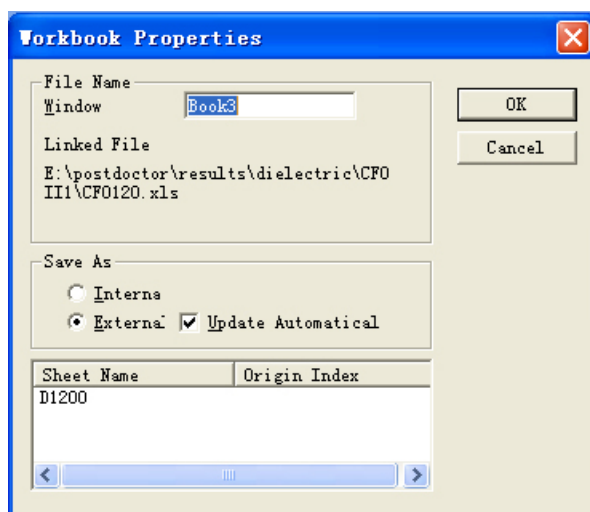 Workbook Properties
File Name
Window
Book3
OK
Linked File
Cancel
E:\postdoctor\results\dielectric\CFO
III1\CFO120.xls
Save As
Interna
External
Update Automatical
Sheet Name
Origin Index
D1200